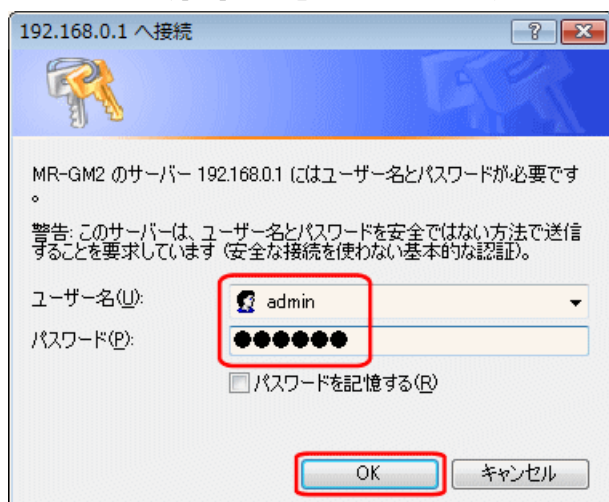 192.168.0.1 へ接続
MR-GM2 のサーバー 192.168.0.1 にはユーザー名とパスワードが必要です
。
警告: このサーバーは、ユーザー名とパスワードを安全ではない方法で送信
することを要求しています (安全な接続を使わない基本的な認証)。
ユーザー名(U):
admin
パスワード(P):
●●●●●●
パスワードを記憶する(R)
OK
キャンセル